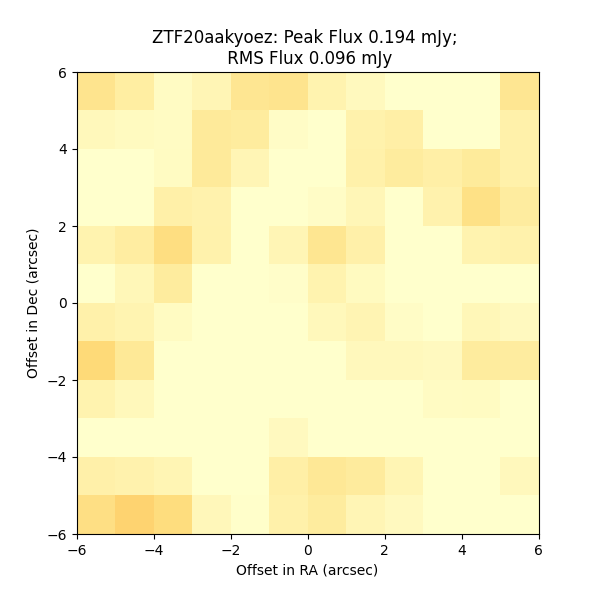 ZTF20aakyoez: Peak Flux 0.194 mJy;
RMS Flux 0.096 mJy
6
4
2
0
−2
−4
−6
Offset in Dec (arcsec)
−6 −4 −2 0 2 4 6
Offset in RA (arcsec)